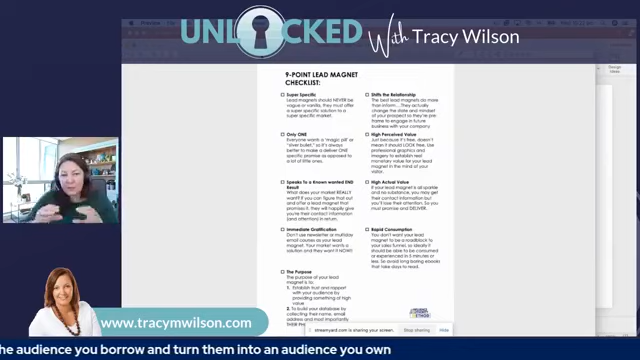 UNLOCKED
With Tracy Wilson
9-POINT LEAD MAGNET
CHECKLIST:
Super Specific
Lead magnets should NEVER be
vague or vanilla, they must offer
a super specific solution to a
super specific market.
Only ONE
Everyone wants a "magic pill" or
"silver bullet," so it's always
better to make a deliver ONE
specific promise as opposed to
a lot of little ones.
Speaks To a Known wanted END
Result
What does your market REALLY
want? If you can figure that out
and offer a lead magnet that
promises it, they will happily give
you're their contact information
(and attention) in return.
Immediate Gratification
Don't use newsletter or multiday
email courses as your lead
magnet. Your market wants a
solution and they want it NOW!
The Purpose
The purpose of your lead
magnet is to:
1. Establish trust and rapport
with your audience by
providing something of high
value
2. To build your database by
collecting their name, email
address and most importantly
Shifts the Relationship
The best lead magnets do more
than inform... They actually
change the state and mindset
of your prospect so they're pre
frame to engage in future
business with your company
High Perceived Value
Just because it's free, doesn't
mean it should LOOK free. Use
professional graphics and
imagery to establish real
monetary value for your lead
magnet in the mind of your
visitor.
High Actual Value
If your lead magnet is all sparkle
and no substance, you may get
their contact information but
you'll lose their attention. So you
must promise and DELIVER.
Rapid Consumption
You don't want your lead
magnet to be a roadblock to
your sales funnel, so ideally it
should be able to be consumed
or experienced in 5 minutes or
less. So avoid long boring ebooks
that take days to read.
streamyard.com is sharing your screen.
Stop sharing
Hide
Design
Ideas
www.tracymwilson.com
he audience you borrow and turn them into an audience you own